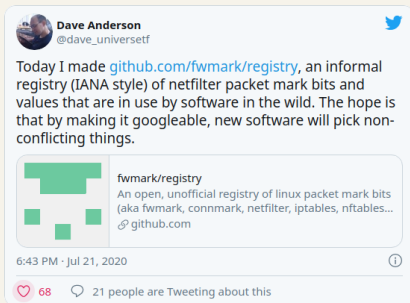 Dave Anderson
@dave_universetf
Today I made github.com/fwmark/registry, an informal
registry (IANA style) of netfilter packet mark bits and
values that are in use by software in the wild. The hope is
that by making it googleable, new software will pick non-
conflicting things.
fwmark/registry
An open, unofficial registry of linux packet mark bits
(aka fwmark, connmark, netfilter, iptables, nftables...
github.com
6:43 PM · Jul 21, 2020
68
21 people are Tweeting about this